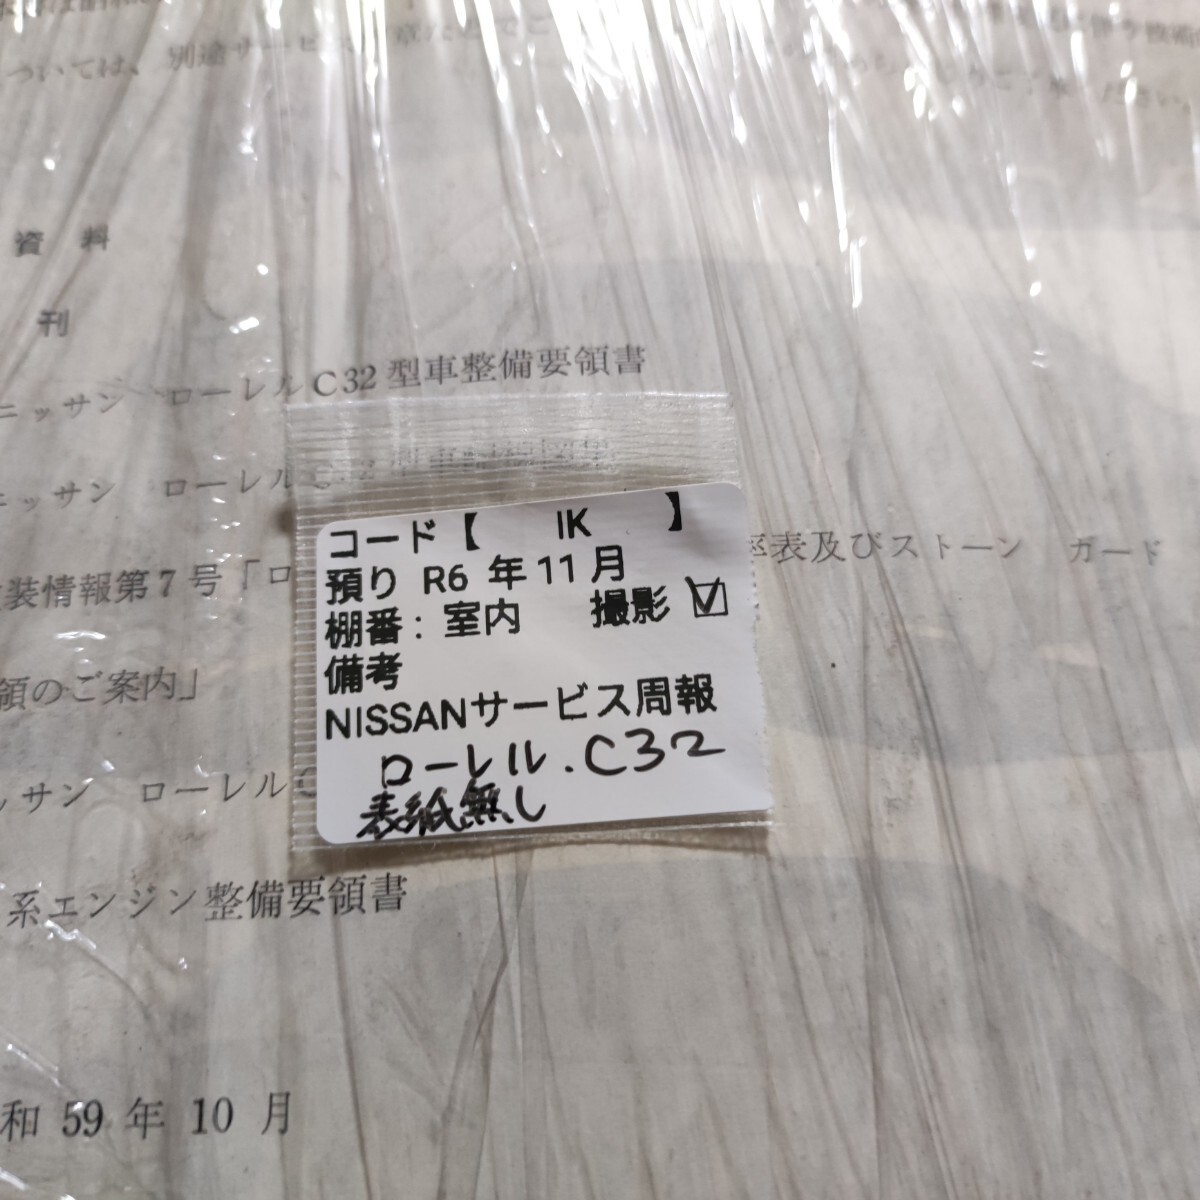 ついては、別途サービス
資料
刊
ニッサン ローレルC32型車整備要領書
ニッサン ローレルC
コード【 IK 】
預り R6 年 11 月
棚番: 室内 撮影 ☑
備考
NISSANサービス周報
ローレル.C32
表紙無し
装情報第7号「ロ
表及びストーン ガード
領のご案内」
ッサン ローレルC
系エンジン整備要領書
和 59 年 10 月